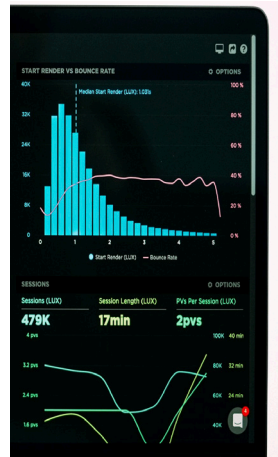 START RENDER VS BOUNCE RATE OPTIONS
40K 100 %
Median Start Render (LUX): 1.031s
32K 80 %
24K 60 %
40 %
8K 20 %
0 0 %
0 1 2 3 4 5
Start Render (LUX) Bounce Rate
SESSIONS OPTIONS
Sessions (LUX) Session Length (LUX) PVs Per Session (LUX)
479K 17min 2pvs
4 pvs 100K 40 min
3.2 pvs 80K 32 min
2.4 pvs 60K 24 min
1.6 pvs 40K
4